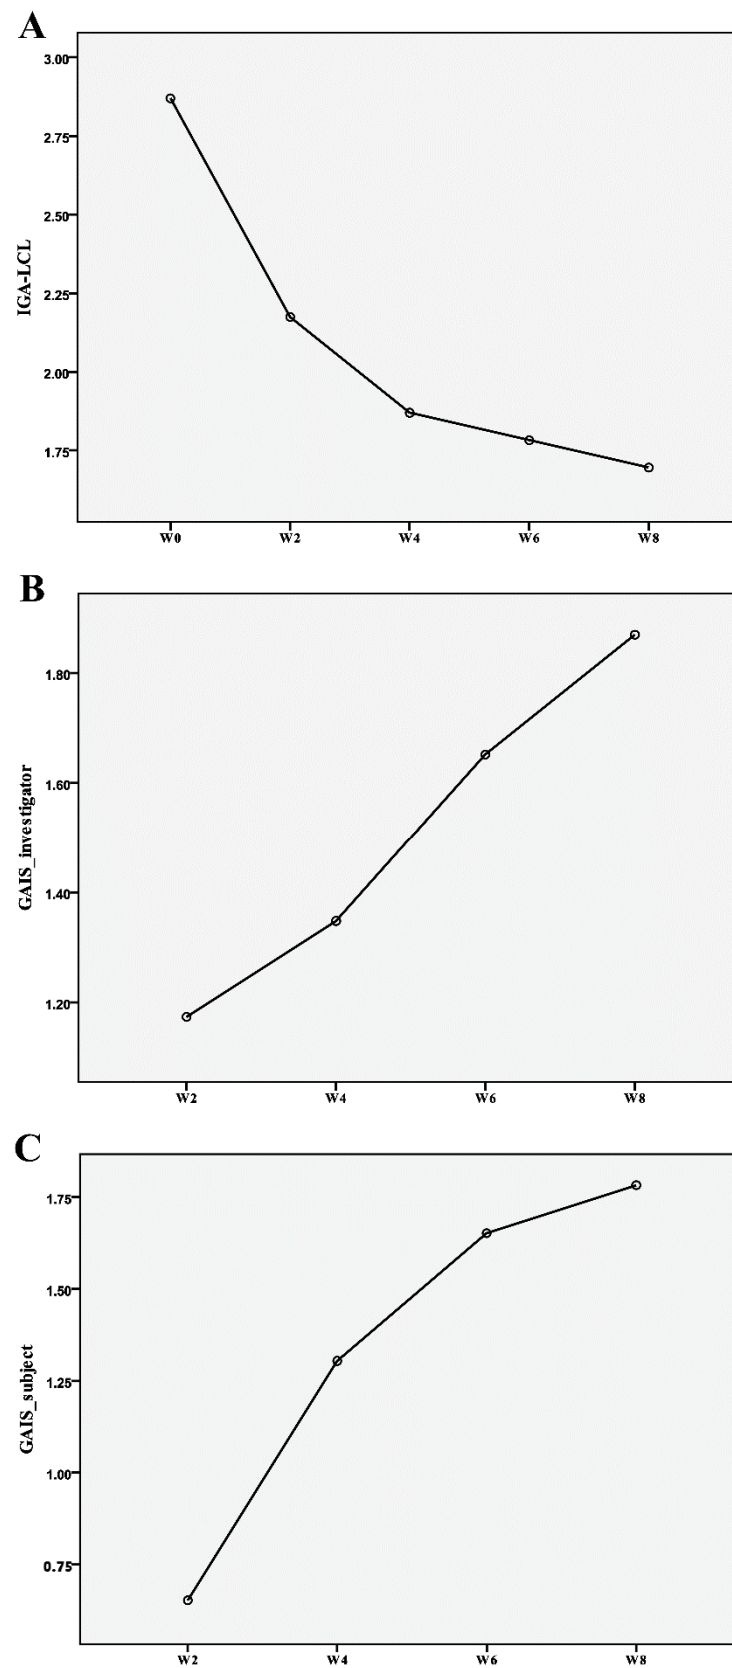 A
3.00
2.75
2.50
2.25
2.00
1.75
IGA-LCL
W0 W2 W4 W6 W8
B
1.80
1.60
1.40
1.20
GAIS_investigator
W2 W4 W6 W8
C
1.75
1.50
1.25
1.00
0.75
GAIS_subject
W2 W4 W6 W8